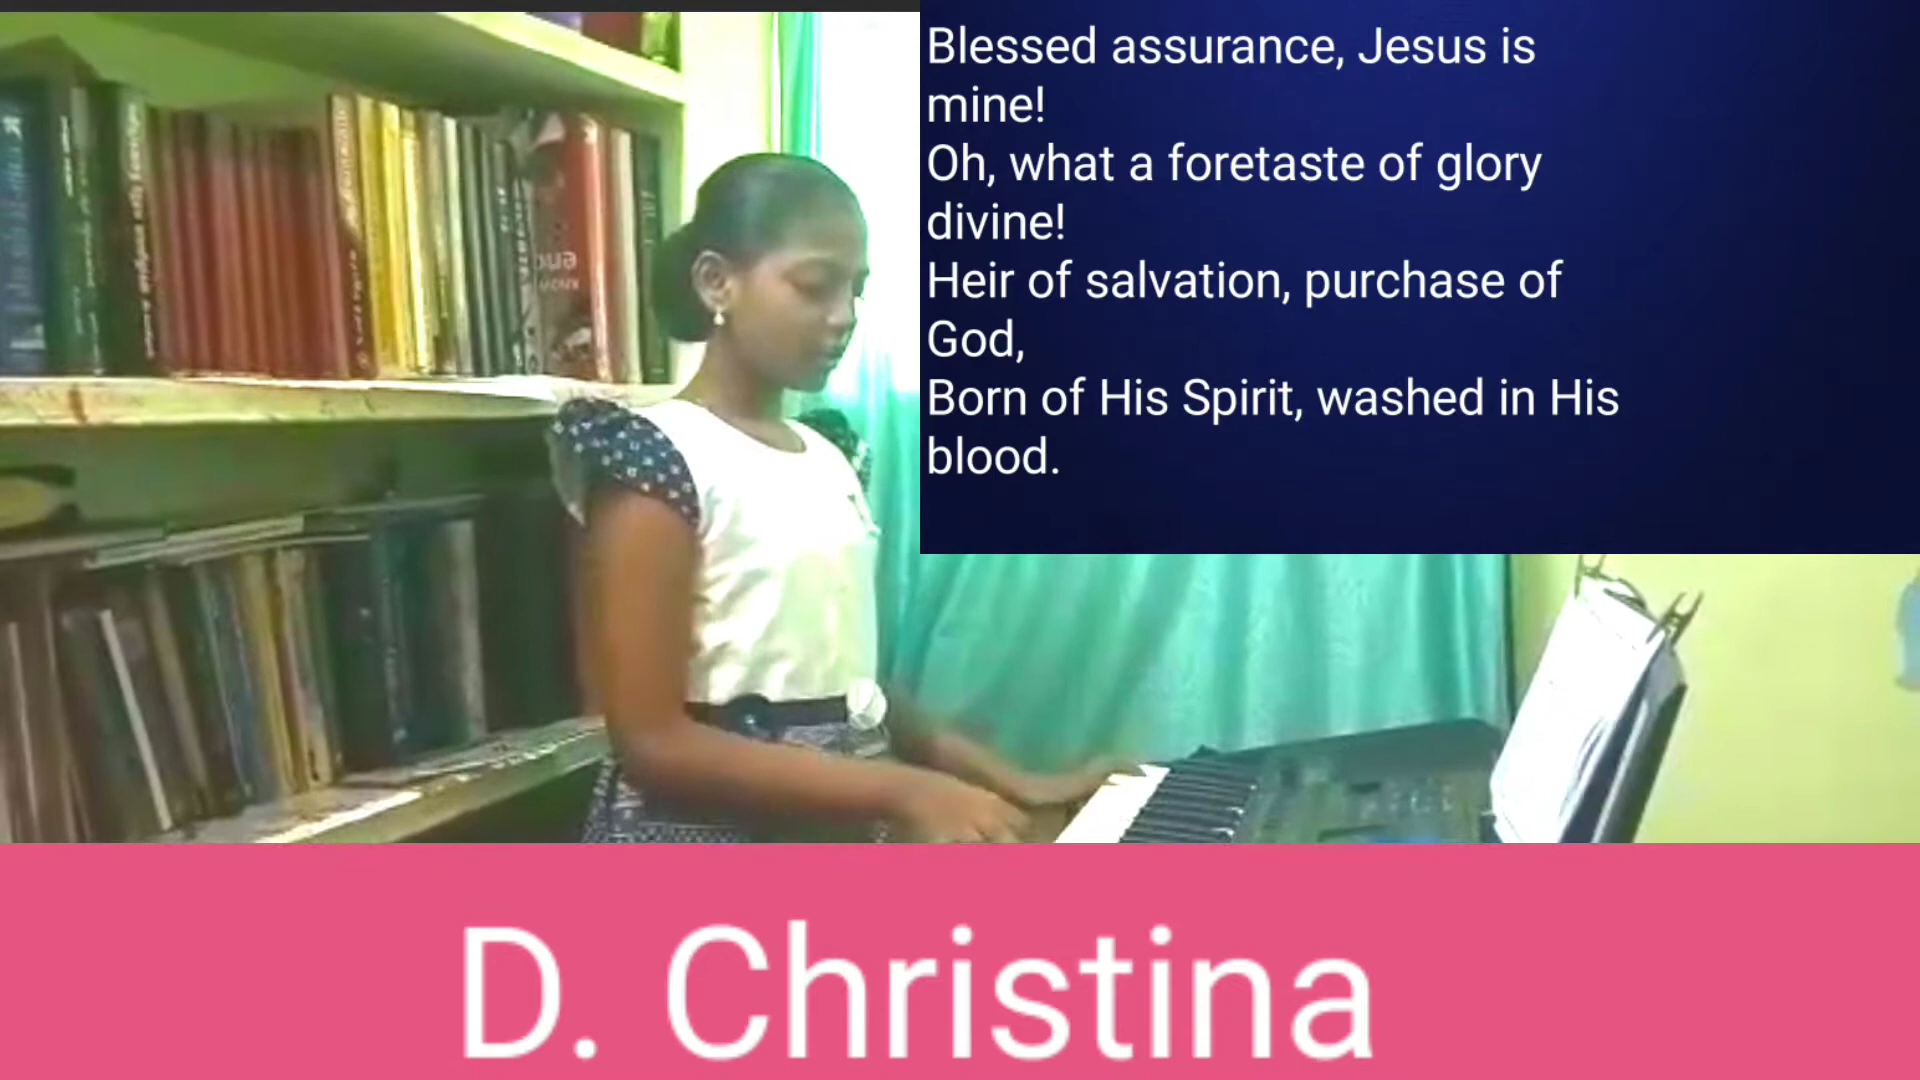 Blessed assurance, Jesus is
mine!
Oh, what a foretaste of glory
divine!
Heir of salvation, purchase of
God,
Born of His Spirit, washed in His
blood.
D. Christina